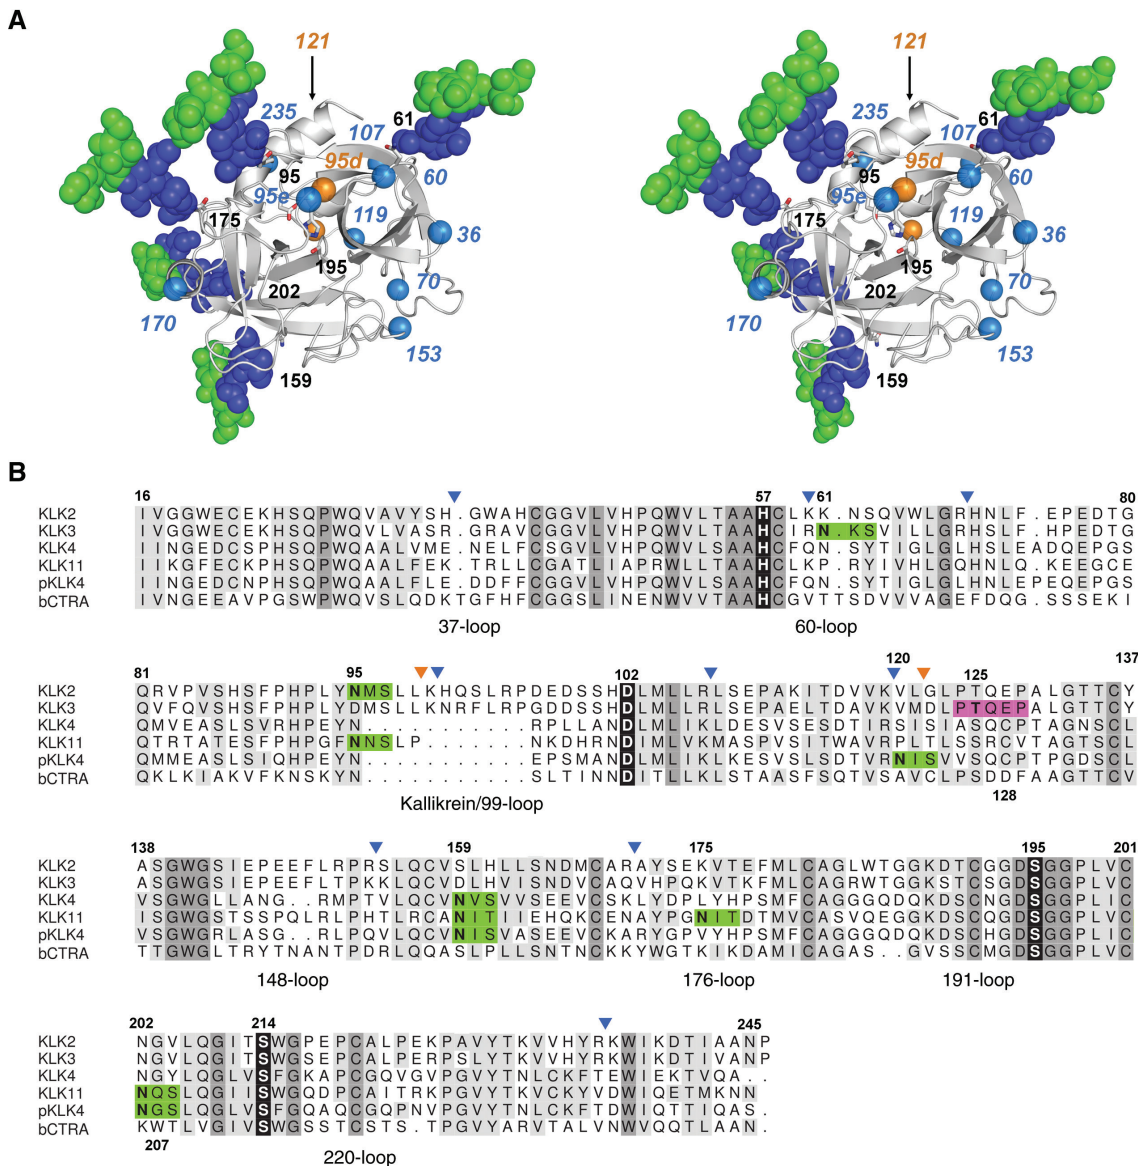 A
121
235
107
61
95d
95
60
95e
175
119
36
195
70
202
170
153
159
121
235
107
61
95d
95
60
95e
175
119
36
195
70
202
170
153
159
B
16 57 61 80
KLK2 IVGGWECEKHSQPWQVAVYSH.GWAHCGGVLVHPQWVLTAAHCLKK.NSQVWLGRHNLF.EPEDTG
KLK3 IVGGWECEKHSQPWQVLVASR.GRAVCGGVLVHPQWVLTAAHCIRN.KSVILLGRHSLF.HPEDTG
KLK4 IINGEDCSPHSQPWQAALVME.NELFCSGVLVHPQWVLSAAHCFQN.SYTIGLGLHSLEADQEPGS
KLK11 IIKGFECKPHSQPWQAALFEK.TRLLCGATLIAPRWLLTAAHCLKP.RYIVHLGQHNLQ.KEEGCE
pKLK4 IINGEDCNPHSQPWQAALFLE.DDFFCGGVLVHPQWVLSAAHCFQN.SYTIGLGLHNLEPEQEPGS
bCTRA IVNGEEAVPGSWPWQVSLQDKTGFHFCGGSLINENWVVTAAHCGVTTSDVVVAGEFDQG.SSSEKI
37-loop 60-loop
81 95 102 120 125 137
KLK2 QRVPVSHSFPHPLYNMSLLKHQSLRPDEDSSHDLMLLRLSEPAKITDVVKVLGLPTQEPALGTTCY
KLK3 QVFQVSHSFPHPLYDMSLLKNRFLRPGDDSSHDLMLLRLSEPAELTDAVKVMDLPTQEPALGTTCY
KLK4 QMVEASLSVRHPEYN...........RPLLANDLMLIKLDESVSESDTIRSISIASQCPTAGNSCL
KLK11 QTRTATESFPHPGFNNSLP.......NKDHRNDIMLVKMASPVSITWAVRPLTLSSRCVTAGTSCL
pKLK4 QMMEASLSIQHPEYN...........EPSMANDLMLIKLKESVSLSDTVRNISVVSQCPTPGDSCL
bCTRA QKLKIAKVFKNSKYN...........SLTINNDITLLKLSTAASFSQTVSAVCLPSDDFAAGTTCV
Kallikrein/99-loop 128
138 159 175 195 201
KLK2 ASGWGSIEPEEFLRPRSLQCVSLHLLSNDMCARAYSEKVTEFMLCAGLWTGGKDTCGGDSGGPLVC
KLK3 ASGWGSIEPEEFLTPKKLQCVDLHVISNDVCAQVHPQKVTKFMLCAGRWTGGKSTCSGDSGGPLVC
KLK4 VSGWGLLANG..RMPTVLQCVNVSVVSEEVCSKLYDPLYHPSMFCAGGGQDQKDSCNGDSGGPLIC
KLK11 ISGWGSTSSPQLRLPHTLRCANITIIEHQKCENAYPGNITDTMVCASVQEGGKDSCQGDSGGPLVC
pKLK4 VSGWGRLASG..RLPQVLQCVNISVASEEVCKARYGPVYHPSMFCAGGGQDQKDSCHGDSGGPLIC
bCTRA TTGWGLTRYTNANTPDRLQQASLPLLSNTNCKKYWGTKIKDAMICAGAS..GVSSCMGDSGGPLVC
148-loop 176-loop 191-loop
202 214 245
KLK2 NGVLQGITSWGPEPCALPEKPAVYTKVVHYRKWIKDTIAANP
KLK3 NGVLQGITSWGSEPCALPERPSLYTKVVHYRKWIKDTIVANP
KLK4 NGYLQGLVSFGKAPCGQVGVPGVYTNLCKFTEWIEKTVQA..
KLK11 NQSLQGIISWGQDPCAITRKPGVYTKVCKYVDWIQETMKNN
pKLK4 NGSLQGLVSFGQAQCGQPNVPGVYTNLCKFTDWIQTTIQAS.
bCTRA KWTLVGIVSWGSSTCSTS.TPGVYARVTALVNWVQQTLAAN.
207 220-loop